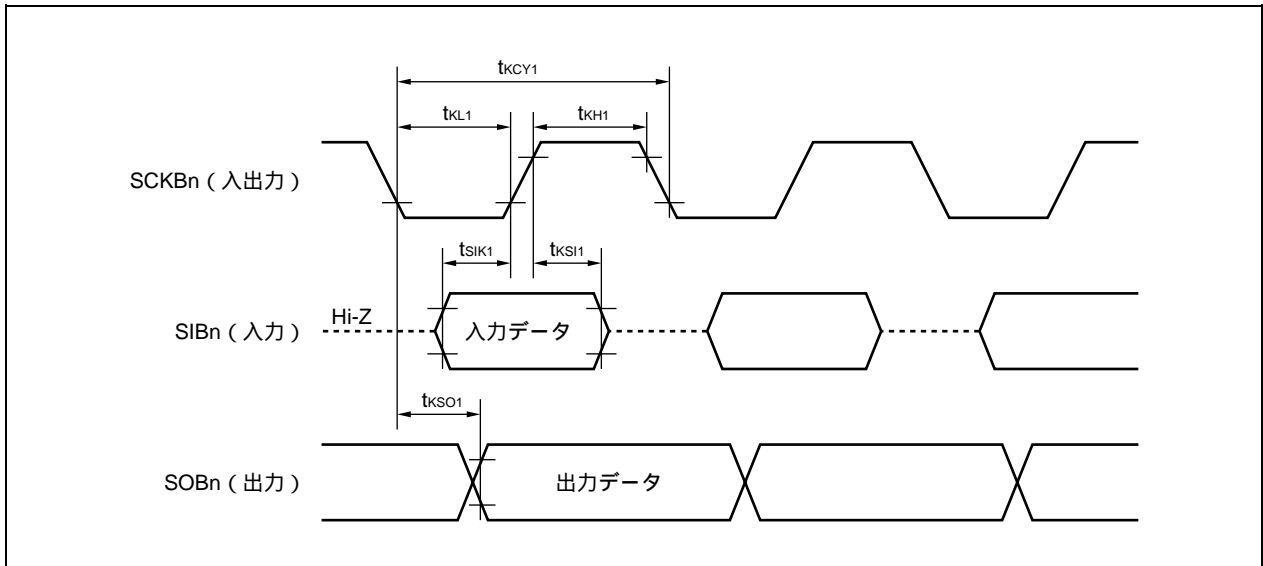 tKCY1
tKL1
tKH1
SCKBn（入出力）
tSIK1
tKSI1
SIBn（入力）
Hi-Z
入力データ
tKSO1
SOBn（出力）
出力データ